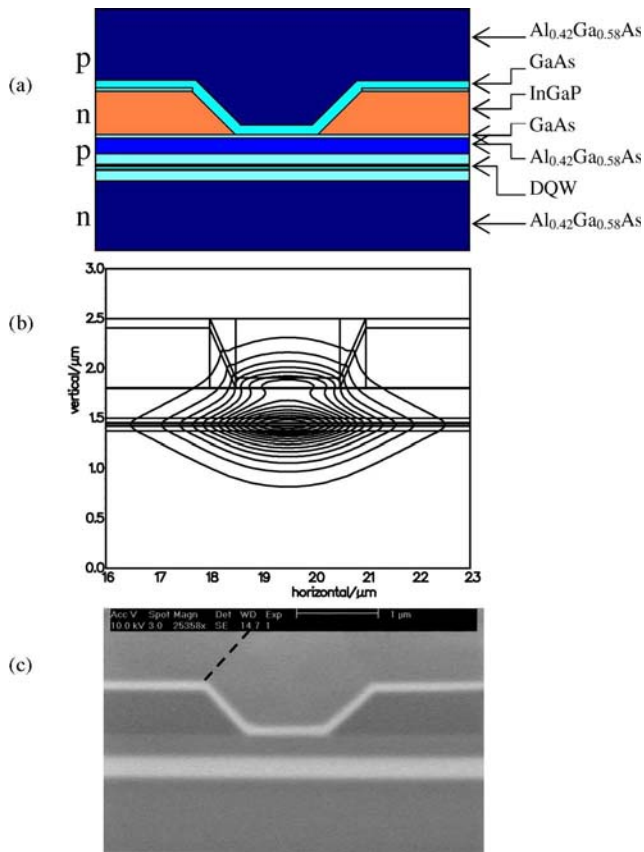 (a)
p
n
p
n
Al0.42Ga0.58As
GaAs
InGaP
GaAs
Al0.42Ga0.58As
DQW
Al0.42Ga0.58As
(b)
vertical/μm
3.0
2.5
2.0
1.5
1.0
0.5
0.0
16 17 18 19 20 21 22 23
horizontal/μm
(c)
Acc V Spot Magn Det WD Exp 1 μm
10.0 kV 3.0 25358x SE 14.7 1